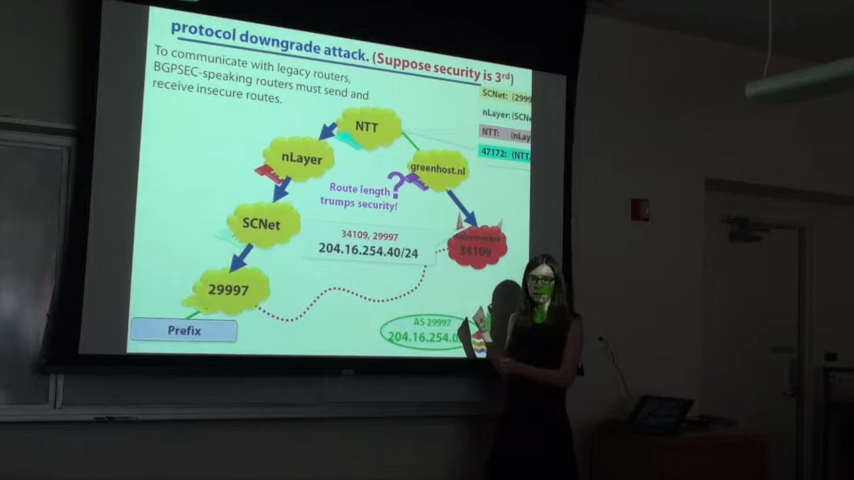 protocol downgrade attack. (Suppose security is 3rd)
To communicate with legacy routers,
BGPSEC-speaking routers must send and
receive insecure routes.
SCNet: (2999
nLayer: (SCNe
NTT: (nLay
47172: (NTT,
NTT
nLayer
greenhost.nl
Route length
trumps security!
?
SCNet
34109, 29997
204.16.254.40/24
34109
29997
Prefix
AS 29997
204.16.254.0